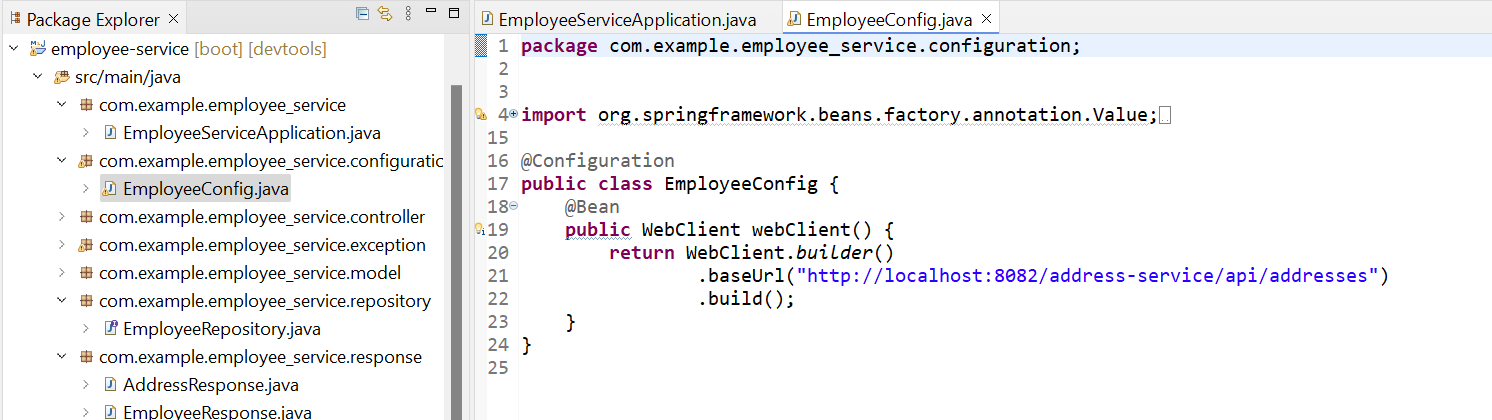 Package Explorer
employee-service [boot] [devtools]
src/main/java
com.example.employee_service
EmployeeServiceApplication.java
com.example.employee_service.configuratio
EmployeeConfig.java
com.example.employee_service.controller
com.example.employee_service.exception
com.example.employee_service.model
com.example.employee_service.repository
EmployeeRepository.java
com.example.employee_service.response
AddressResponse.java
EmployeeResponse.java
EmployeeServiceApplication.java
EmployeeConfig.java
1 package com.example.employee_service.configuration;
2
3
4 import org.springframework.beans.factory.annotation.Value;
15
16 @Configuration
17 public class EmployeeConfig {
18 @Bean
19 public WebClient webClient() {
20 return WebClient.builder()
21 .baseUrl("http://localhost:8082/address-service/api/addresses")
22 .build();
23 }
24 }
25